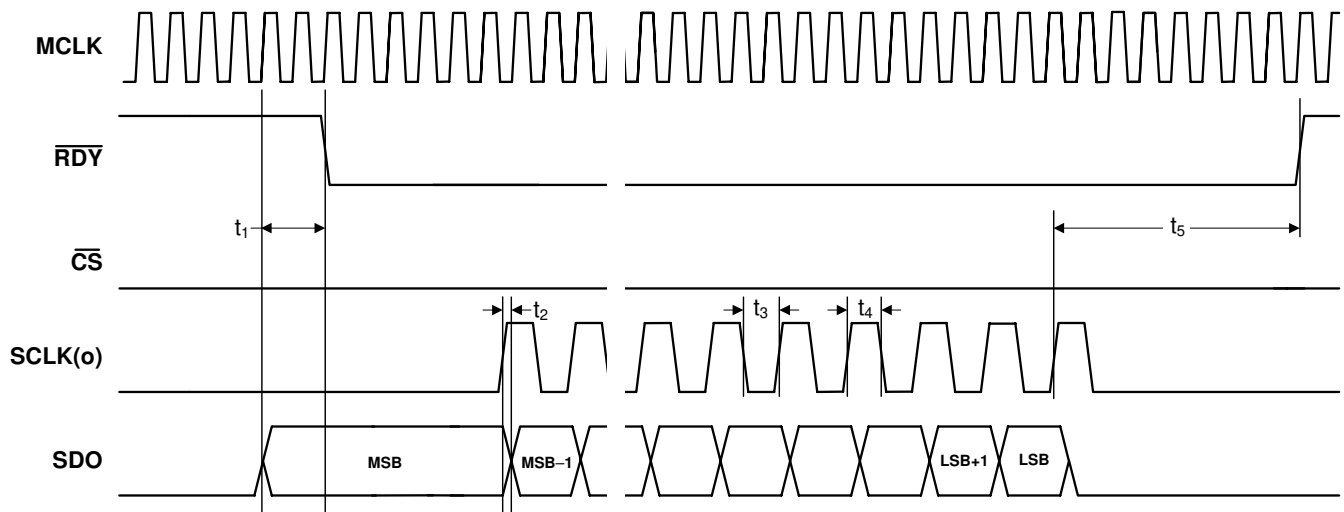 MCLK
RDY
t1
t5
CS
t2
t3
t4
SCLK(o)
SDO
MSB
MSB–1
LSB+1
LSB